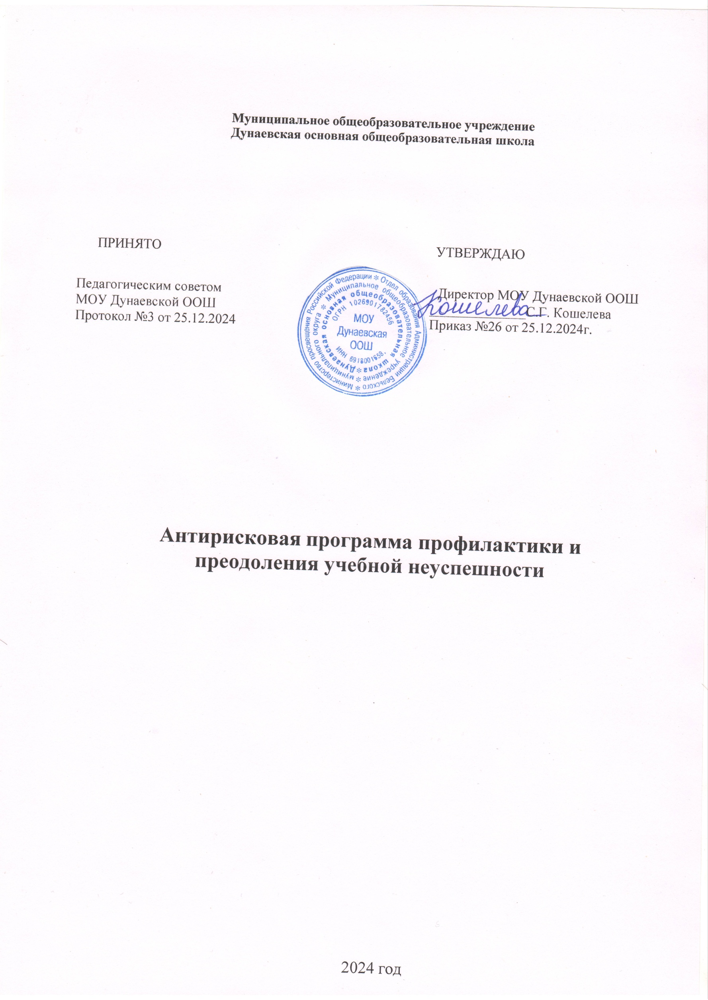 Муниципальное общеобразовательное учреждение
Дунаевская основная общеобразовательная школа
ПРИНЯТО
Педагогическим советом
МОУ Дунаевской ООШ
Протокол №3 от 25.12.2024
УТВЕРЖДАЮ
Директор МОУ Дунаевской ООШ
Кошелева С.Г. Кошелева
Приказ №26 от 25.12.2024г.
Министерство просвещения Российской Федерации * Отдел образования Администрации Бельского
муниципального округа * Муниципальное общеобразовательное учреждение *
Дунаевская основная общеобразовательная школа *
ОГРН 1026901782456
МОУ
Дунаевская
ООШ
ИНН 6918001658,
Антирисковая программа профилактики и
преодоления учебной неуспешности
2024 год